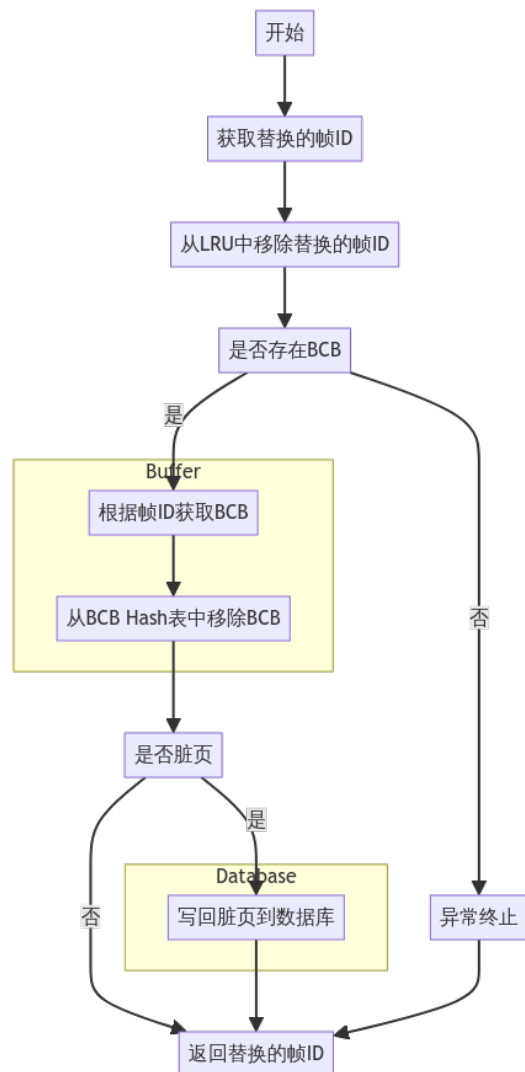 开始
获取替换的帧ID
从LRU中移除替换的帧ID
是否存在BCB
是
Buffer
根据帧ID获取BCB
从BCB Hash表中移除BCB
否
是否脏页
是
Database
否
写回脏页到数据库
异常终止
返回替换的帧ID